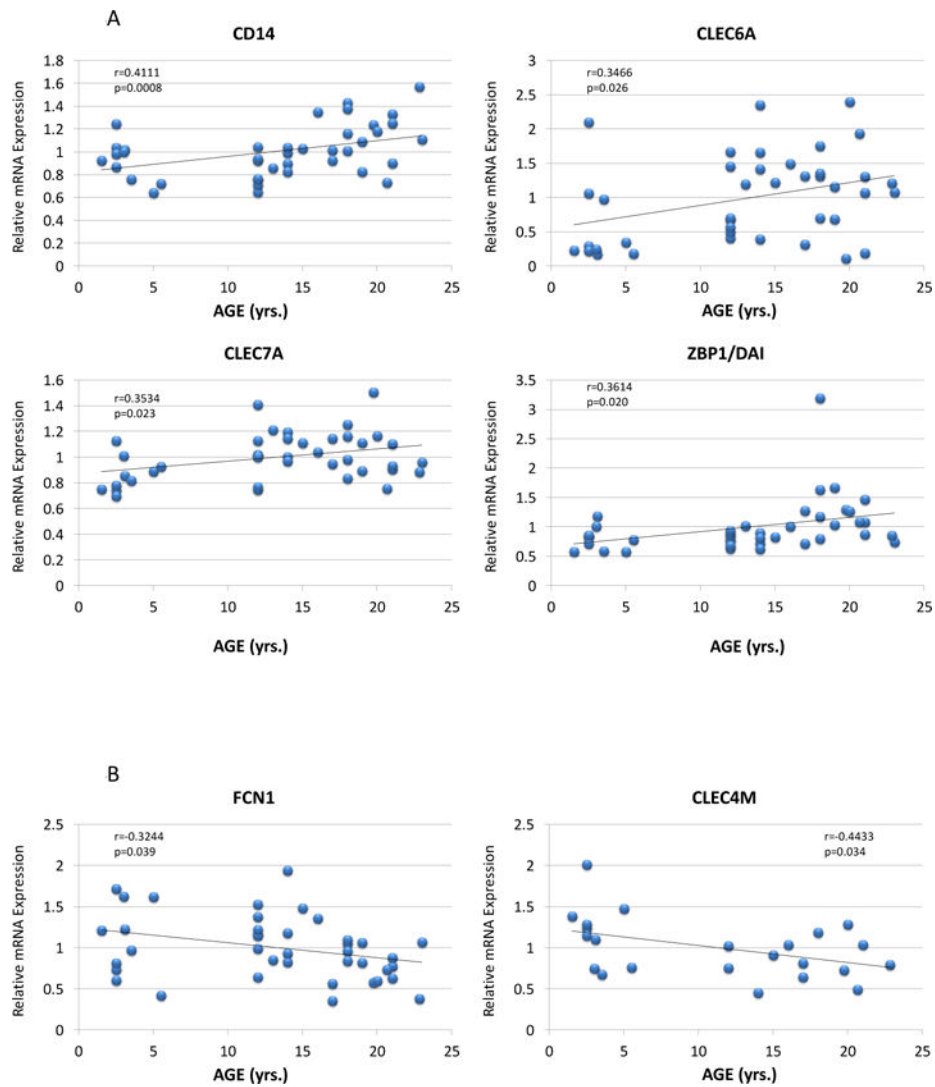 A
CD14
CLEC6A
r=0.4111
p=0.0008
r=0.3466
p=0.026
Relative mRNA Expression
1.8
1.6
1.4
1.2
1
0.8
0.6
0.4
0.2
0
0 5 10 15 20 25
AGE (yrs.)
Relative mRNA Expression
3
2.5
2
1.5
1
0.5
0
0 5 10 15 20 25
AGE (yrs.)
CLEC7A
ZBP1/DAI
r=0.3534
p=0.023
r=0.3614
p=0.020
Relative mRNA Expression
1.6
1.4
1.2
1
0.8
0.6
0.4
0.2
0
0 5 10 15 20 25
AGE (yrs.)
Relative mRNA Expression
3.5
3
2.5
2
1.5
1
0.5
0
0 5 10 15 20 25
AGE (yrs.)
B
FCN1
CLEC4M
r=-0.3244
p=0.039
r=-0.4433
p=0.034
Relative mRNA Expression
2.5
2
1.5
1
0.5
0
0 5 10 15 20 25
AGE (yrs.)
Relative mRNA Expression
2.5
2
1.5
1
0.5
0
0 5 10 15 20 25
AGE (yrs.)